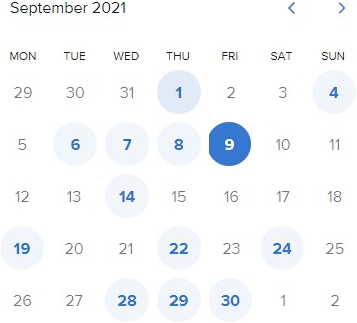 September 2021
MON TUE WED THU FRI SAT SUN
29 30 31 1 2 3 4
5 6 7 8 9 10 11
12 13 14 15 16 17 18
19 20 21 22 23 24 25
26 27 28 29 30 1 2